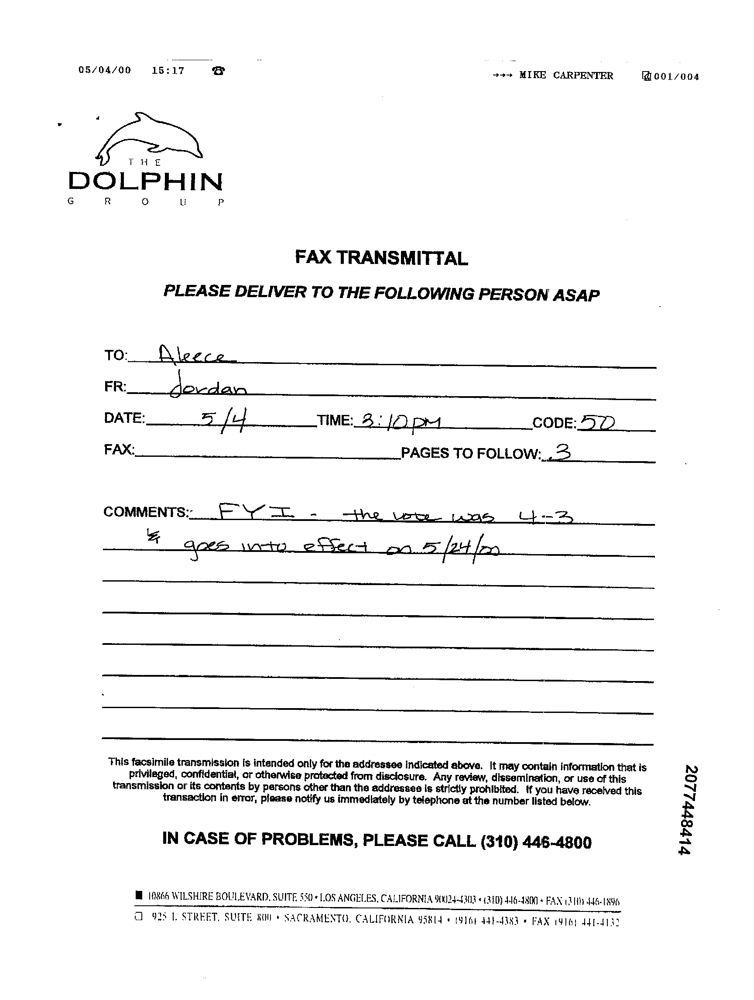 05/04/00 15:17 ☎ →→→ MIKE CARPENTER 001/004
THE
DOLPHIN
GROUP
FAX TRANSMITTAL
PLEASE DELIVER TO THE FOLLOWING PERSON ASAP
TO: Aleece
FR: Jordan
DATE: 5/4 TIME: 3:10 PM CODE: 50
FAX: PAGES TO FOLLOW: 3
COMMENTS: FYI - the vote was 4-3
& goes into effect on 5/24/00
This facsimile transmission is intended only for the addressee indicated above. It may contain information that is
privileged, confidential, or otherwise protected from disclosure. Any review, dissemination, or use of this
transmission or its contents by persons other than the addressee is strictly prohibited. If you have received this
transaction in error, please notify us immediately by telephone at the number listed below.
IN CASE OF PROBLEMS, PLEASE CALL (310) 446-4800
■ 10866 WILSHIRE BOULEVARD, SUITE 550 • LOS ANGELES, CALIFORNIA 90024-4303 • (310) 446-4800 • FAX (310) 446-1896
❏ 925 L STREET, SUITE 800 • SACRAMENTO, CALIFORNIA 95814 • (916) 441-4383 • FAX (916) 441-4132
2077448414